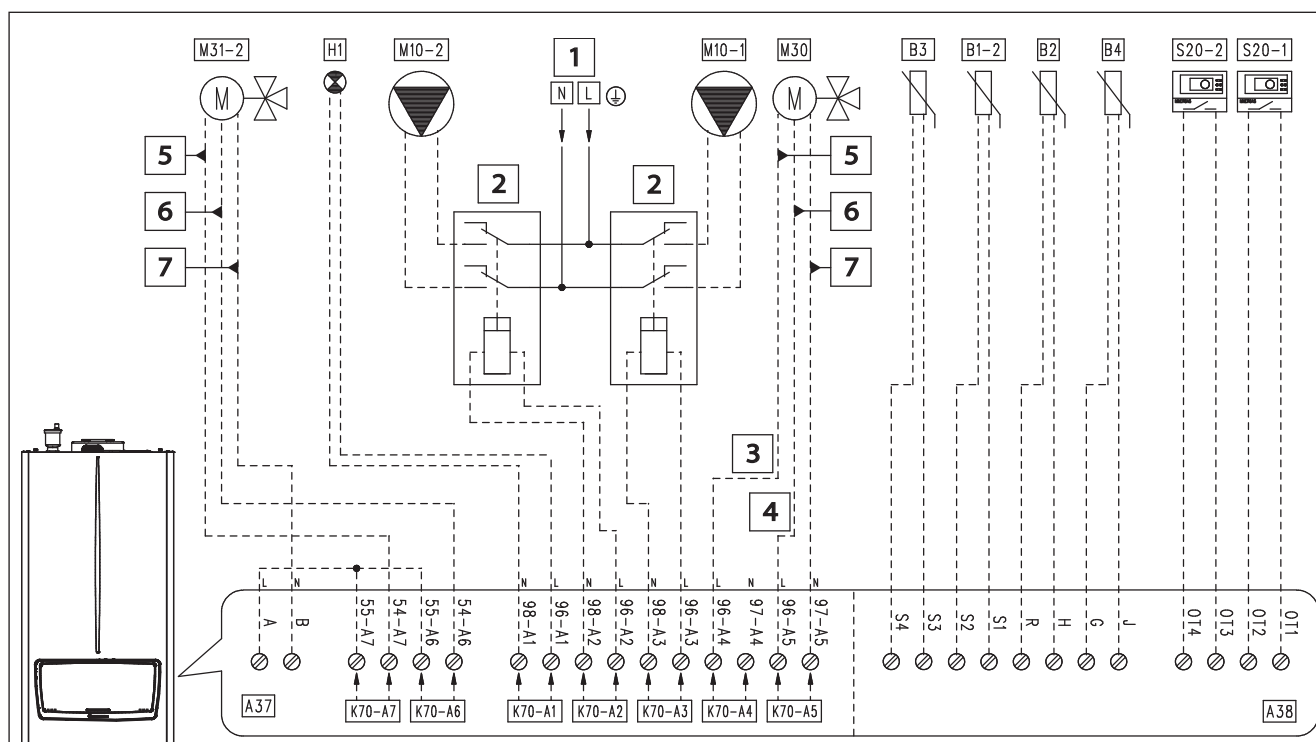 M31-2 H1 M10-2 1 M10-1 M30 B3 B1-2 B2 B4 S20-2 S20-1
N L
M M
5 5
2 2
6 6
7 7
3
4
L N N L N L N L L N L N
A B 55-A7 54-A7 55-A6 54-A6 98-A1 96-A1 98-A2 96-A2 98-A3 96-A3 96-A4 97-A4 96-A5 97-A5 S4 S3 S2 S1 R H G J OT4 OT3 OT2 OT1
A37 K70-A7 K70-A6 K70-A1 K70-A2 K70-A3 K70-A4 K70-A5 A38